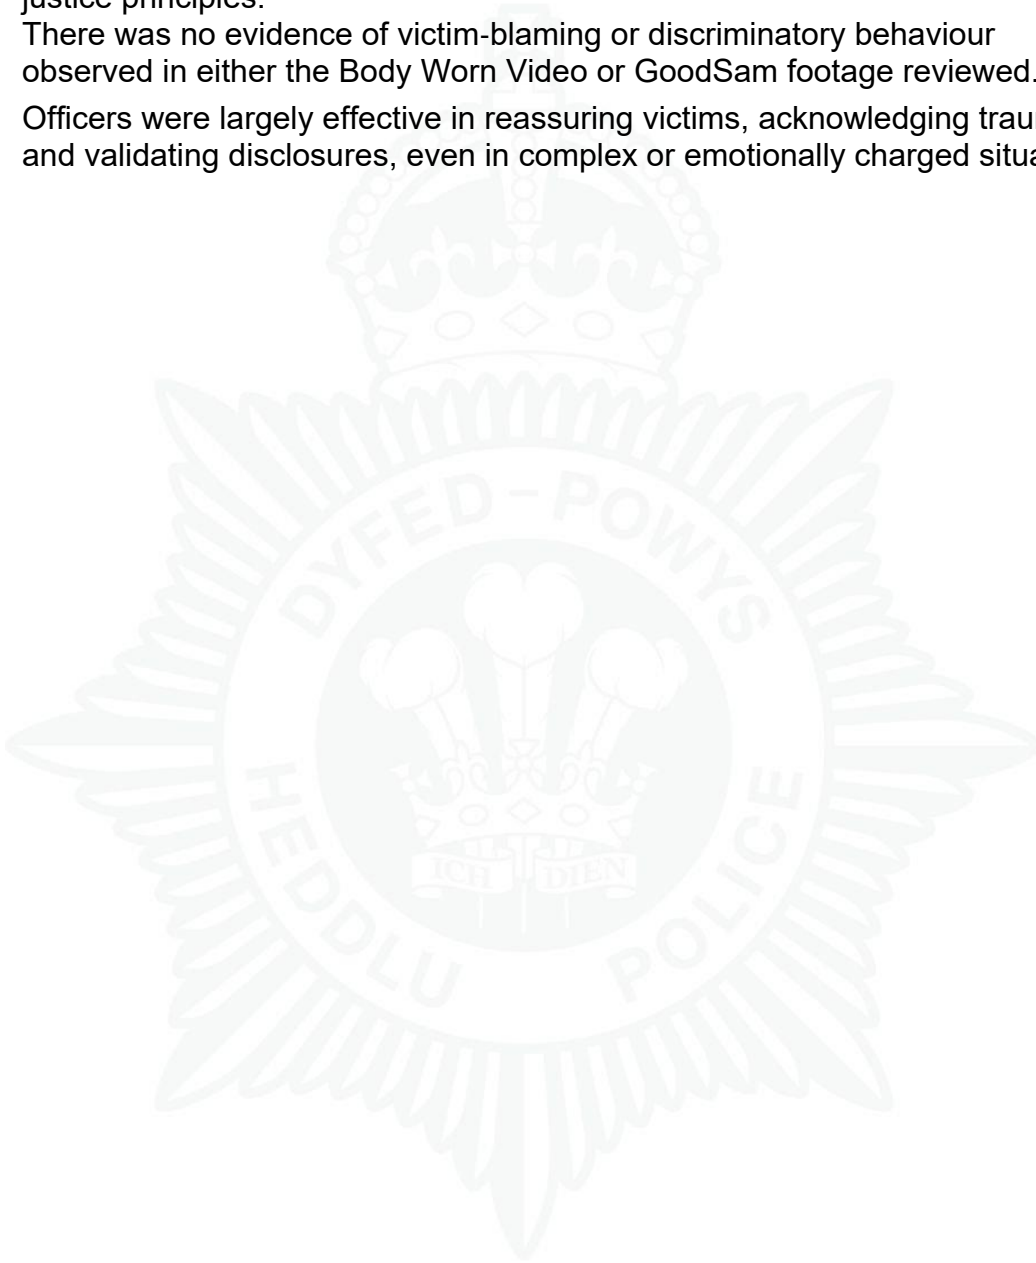 justice principles.
There was no evidence of victim-blaming or discriminatory behaviour
observed in either the Body Worn Video or GoodSam footage reviewed.
Officers were largely effective in reassuring victims, acknowledging trau
and validating disclosures, even in complex or emotionally charged situa
DYFED-POWYS
ICH DIEN
HEDDLU POLICE